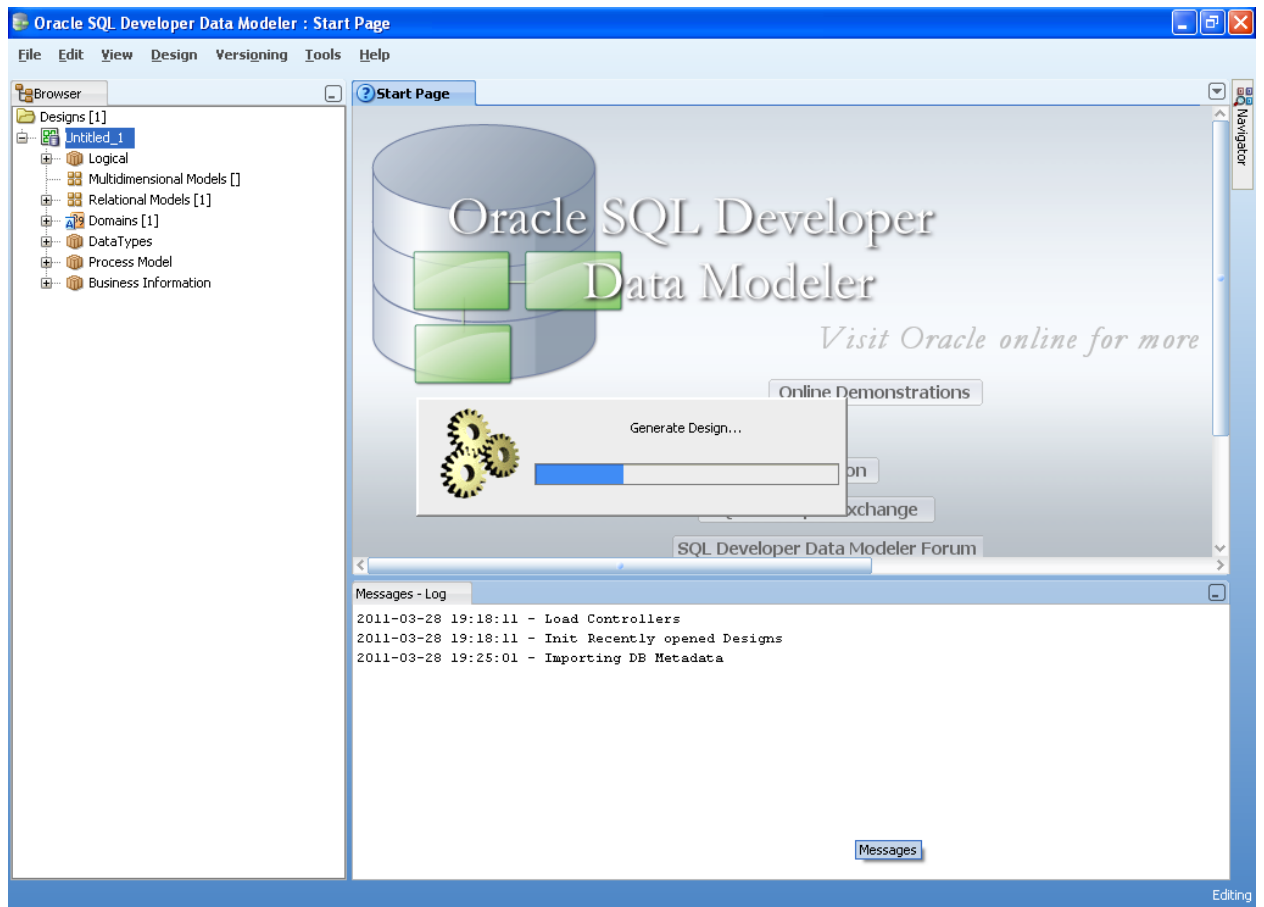 Oracle SQL Developer Data Modeler : Start Page
File Edit View Design Versioning Tools Help
Browser
Designs [1]
Untitled_1
Logical
Multidimensional Models []
Relational Models [1]
Domains [1]
DataTypes
Process Model
Business Information
Start Page
Navigator
Oracle SQL Developer
Data Modeler
Visit Oracle online for more
Online Demonstrations
Generate Design...
SQL Developer Data Modeler Forum
Messages - Log
2011-03-28 19:18:11 - Load Controllers
2011-03-28 19:18:11 - Init Recently opened Designs
2011-03-28 19:25:01 - Importing DB Metadata
Messages
Editing